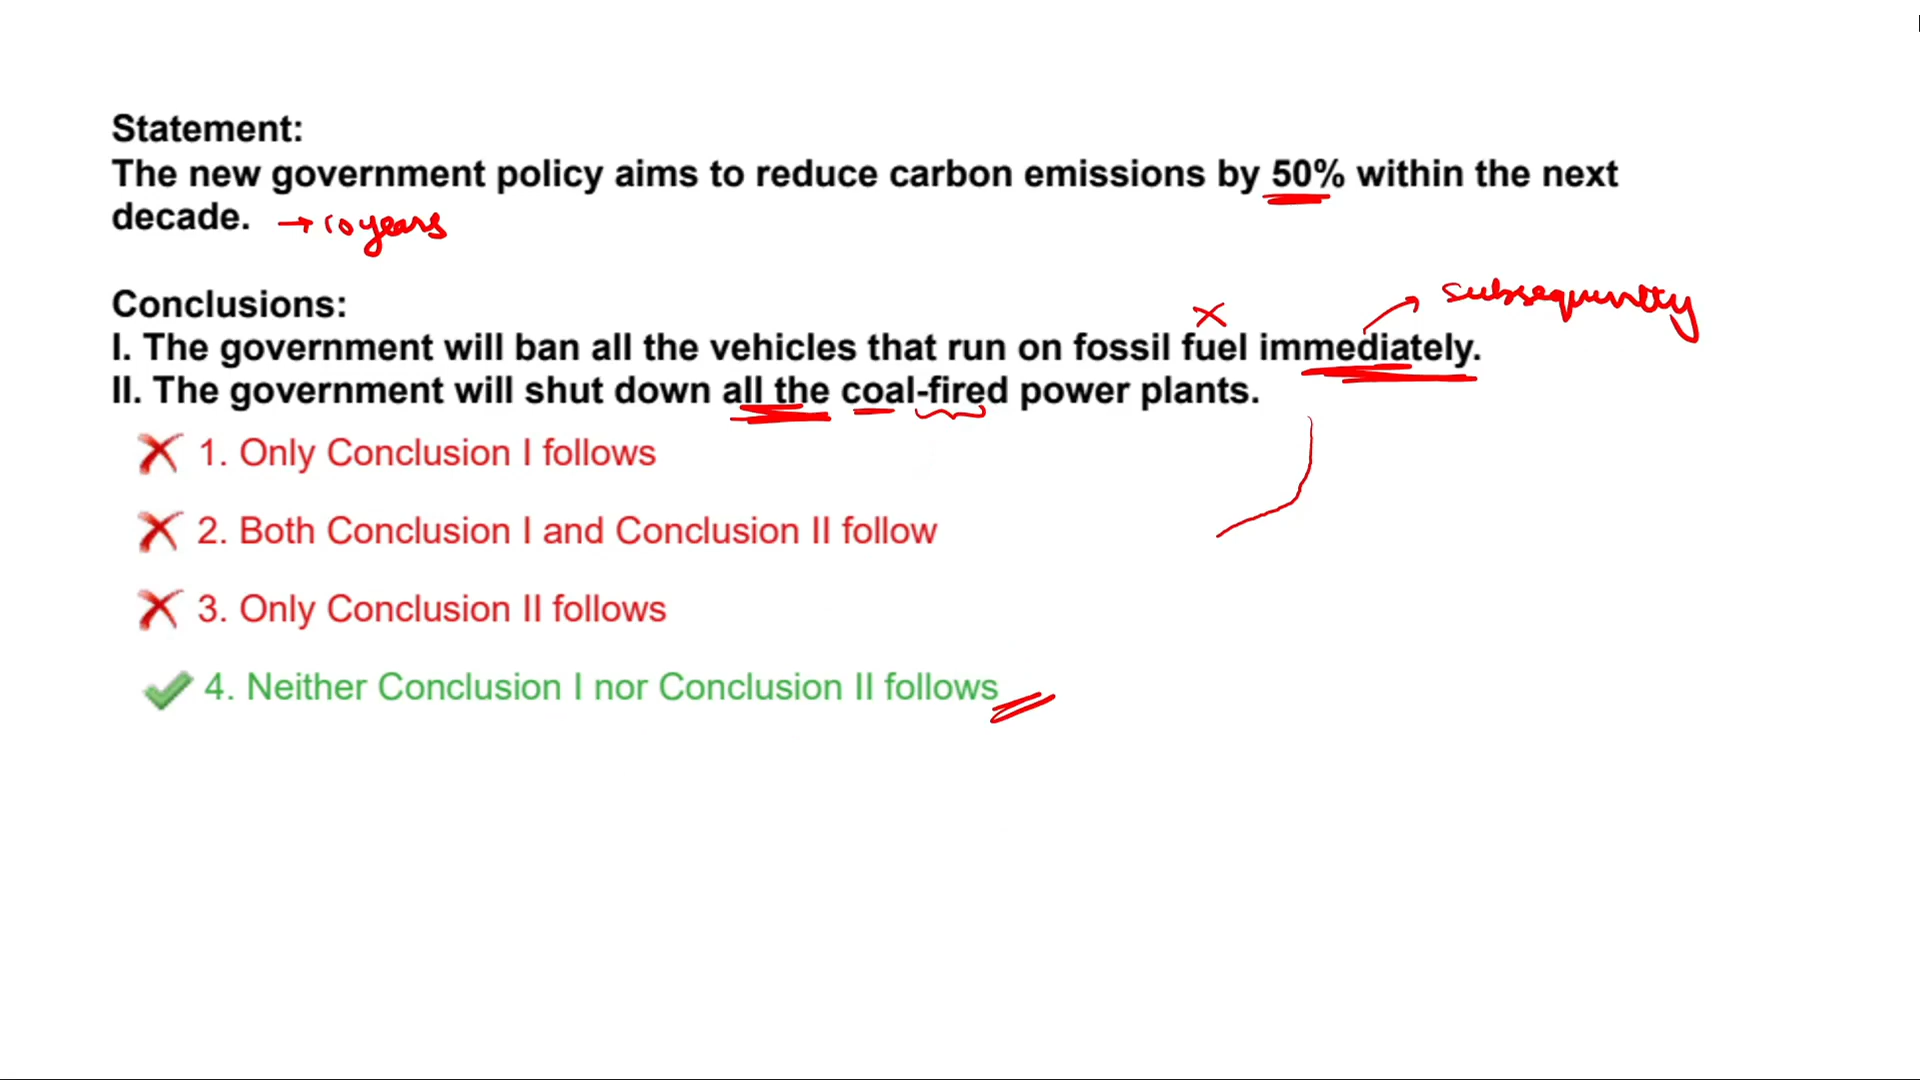 Statement:
The new government policy aims to reduce carbon emissions by 50% within the next
decade. → 10 years
Conclusions:
subsequently
I. The government will ban all the vehicles that run on fossil fuel immediately.
II. The government will shut down all the coal-fired power plants.
1. Only Conclusion I follows
2. Both Conclusion I and Conclusion II follow
3. Only Conclusion II follows
4. Neither Conclusion I nor Conclusion II follows